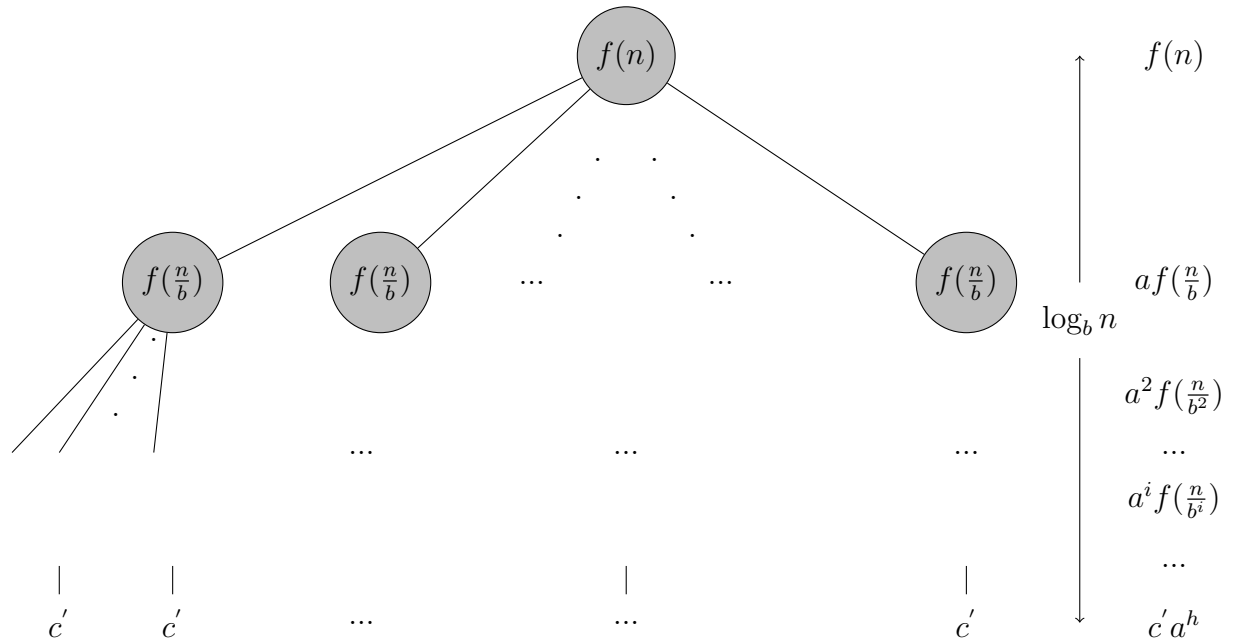 f(n) f(n)
f(n/b) f(n/b) ... ... f(n/b) af(n/b)
log_b n
a^2 f(n/b^2)
... ... ... ...
a^i f(n/b^i)
...
c' c' ... ... c' c'a^h